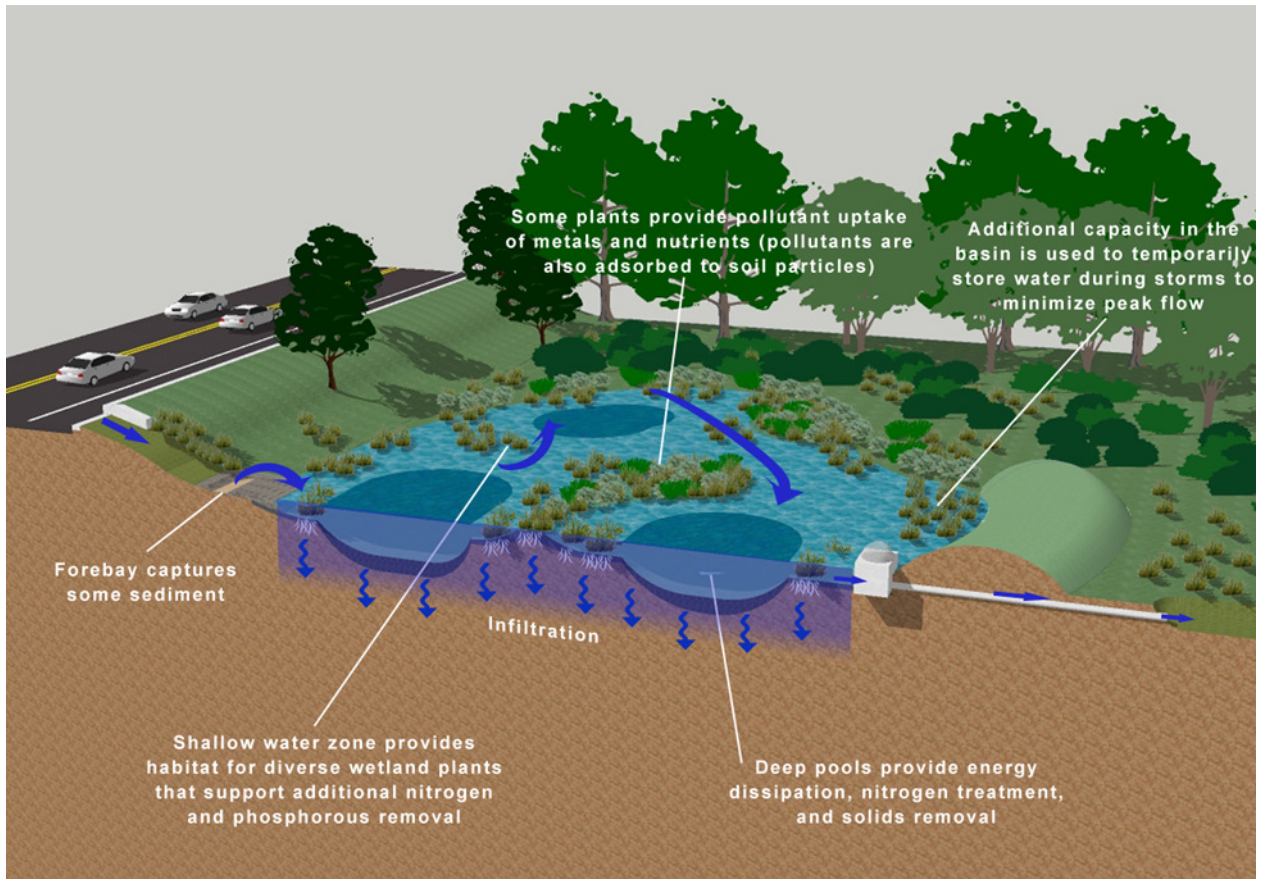 Some plants provide pollutant uptake
of metals and nutrients (pollutants are
also adsorbed to soil particles)
Additional capacity in the
basin is used to temporarily
store water during storms to
minimize peak flow
Forebay captures
some sediment
Infiltration
Shallow water zone provides
habitat for diverse wetland plants
that support additional nitrogen
and phosphorous removal
Deep pools provide energy
dissipation, nitrogen treatment,
and solids removal